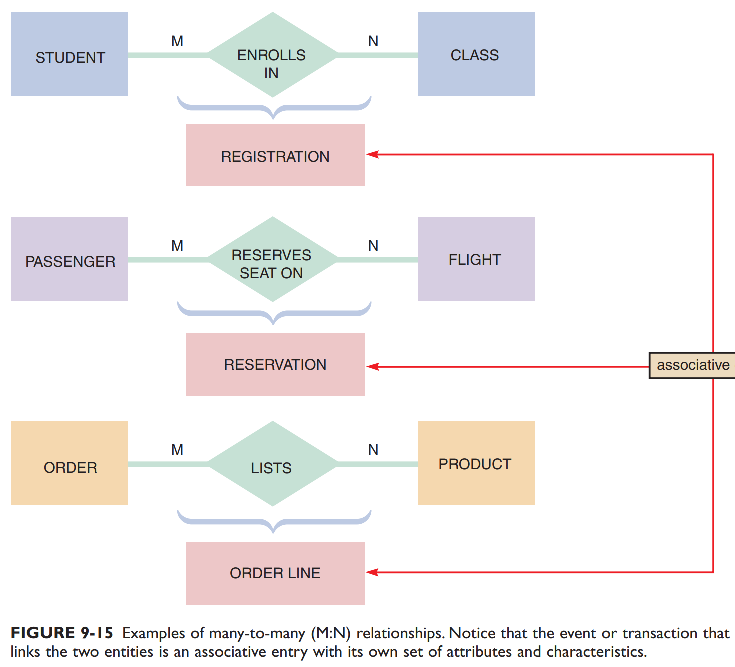 M
N
STUDENT
ENROLLS
IN
CLASS
REGISTRATION
M
N
PASSENGER
RESERVES
SEAT ON
FLIGHT
RESERVATION
associative
M
N
ORDER
LISTS
PRODUCT
ORDER LINE
FIGURE 9-15 Examples of many-to-many (M:N) relationships. Notice that the event or transaction that
links the two entities is an associative entry with its own set of attributes and characteristics.